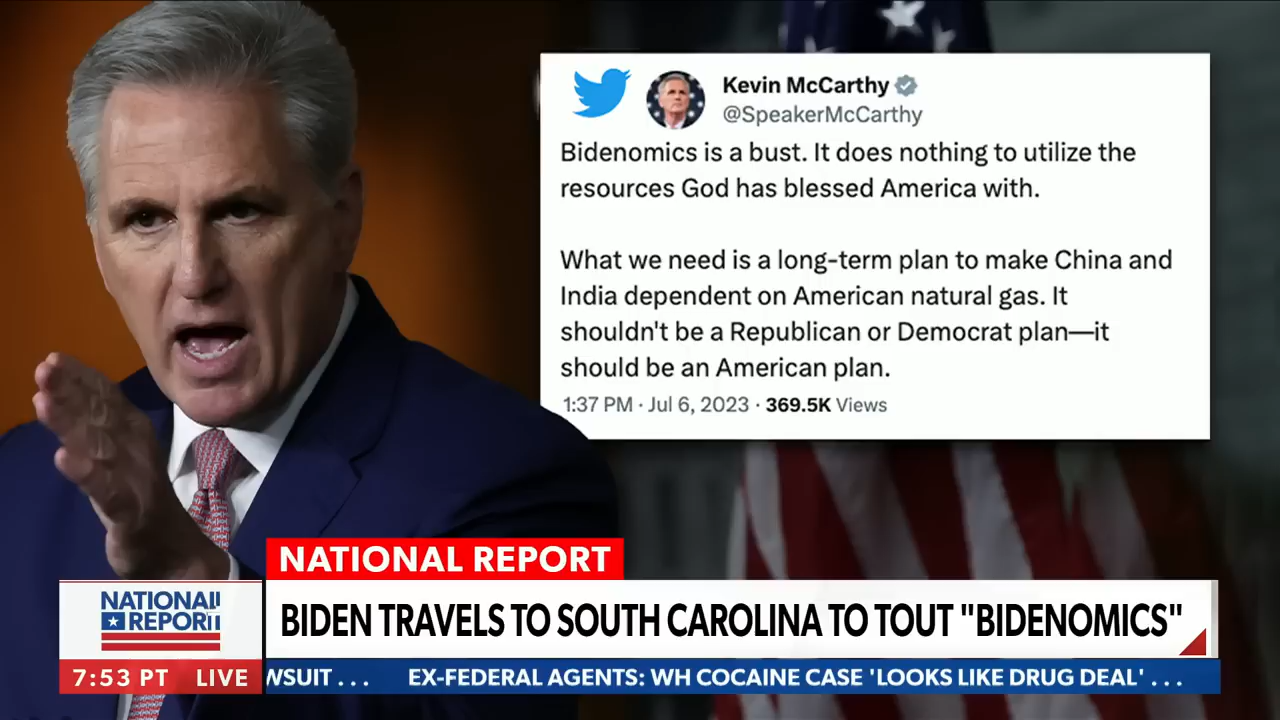 Kevin McCarthy
@SpeakerMcCarthy
Bidenomics is a bust. It does nothing to utilize the
resources God has blessed America with.
What we need is a long-term plan to make China and
India dependent on American natural gas. It
shouldn't be a Republican or Democrat plan—it
should be an American plan.
1:37 PM · Jul 6, 2023 · 369.5K Views
NATIONAL REPORT
NATIONAL
REPORT
BIDEN TRAVELS TO SOUTH CAROLINA TO TOUT "BIDENOMICS"
7:53 PT LIVE
WSUIT . . . EX-FEDERAL AGENTS: WH COCAINE CASE 'LOOKS LIKE DRUG DEAL' . . .